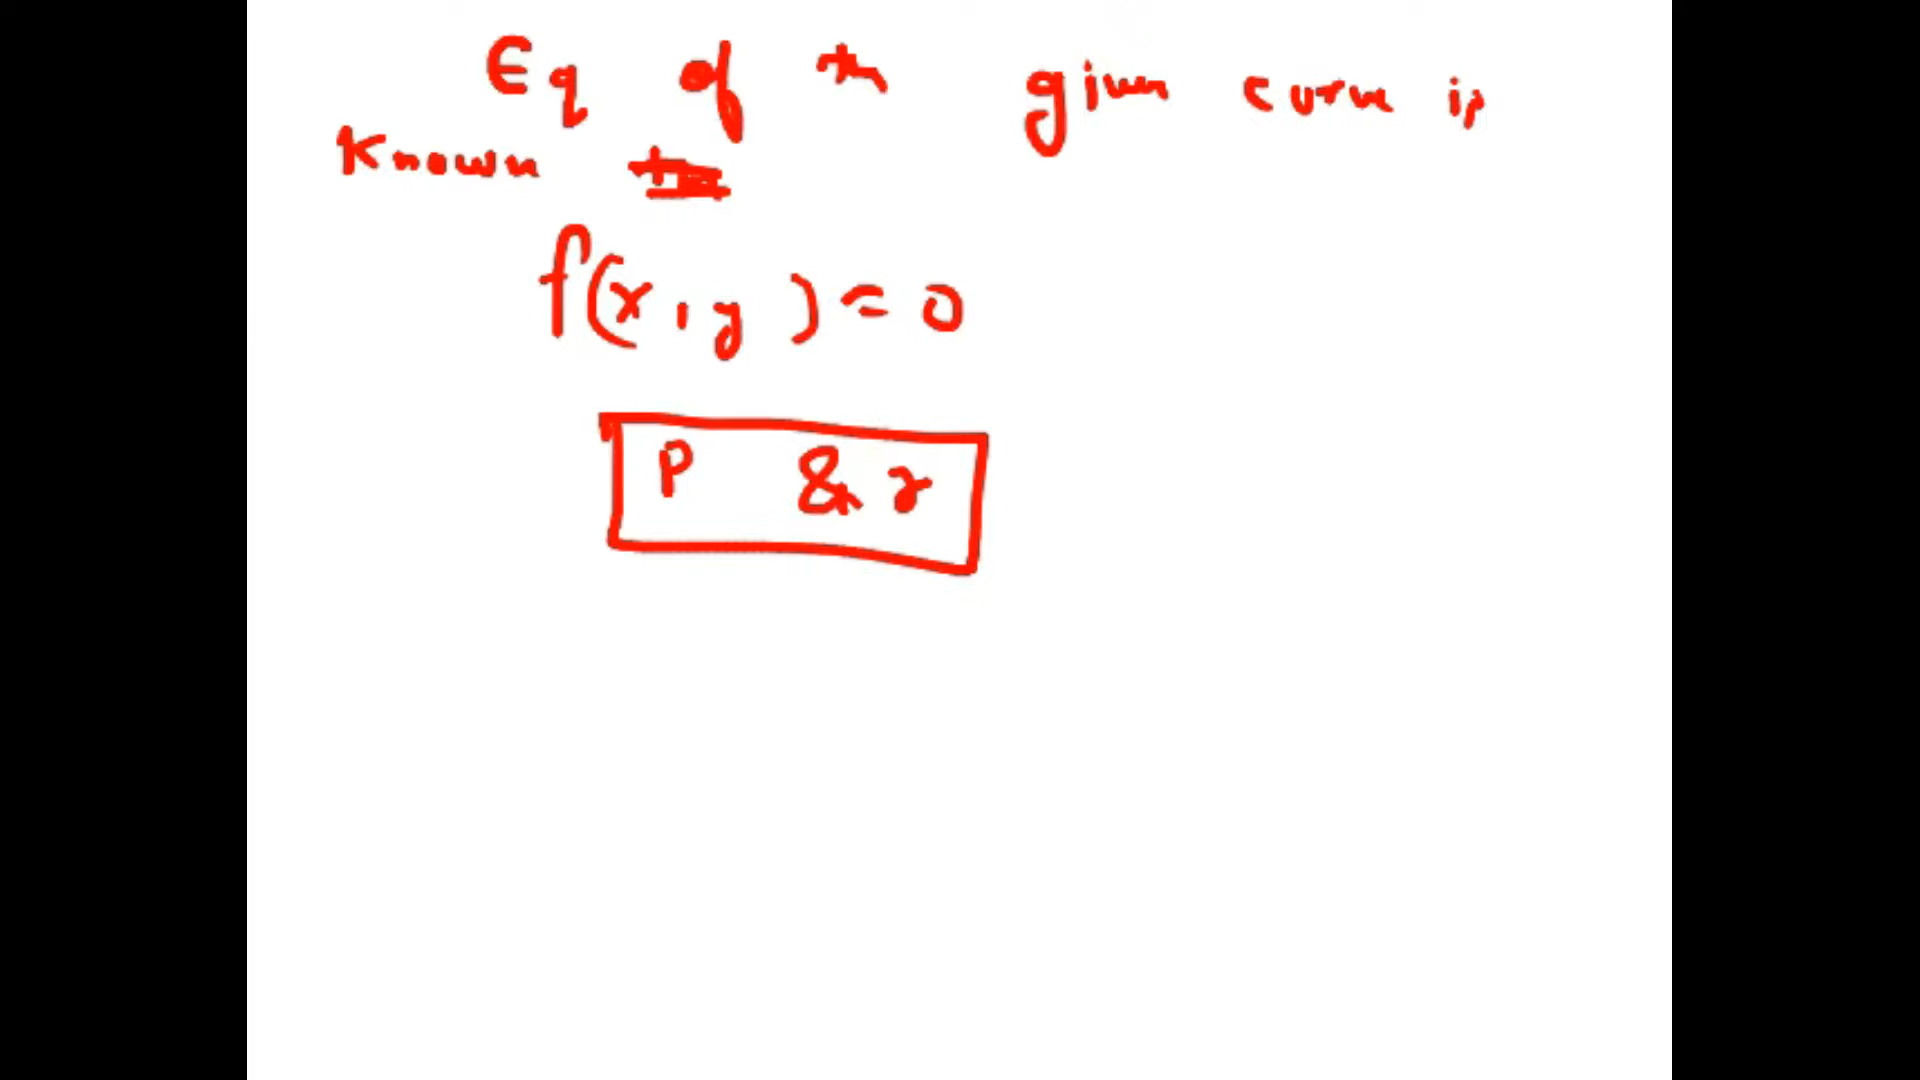 Eq of th given curve is
known
f(x,y)=0
P & r